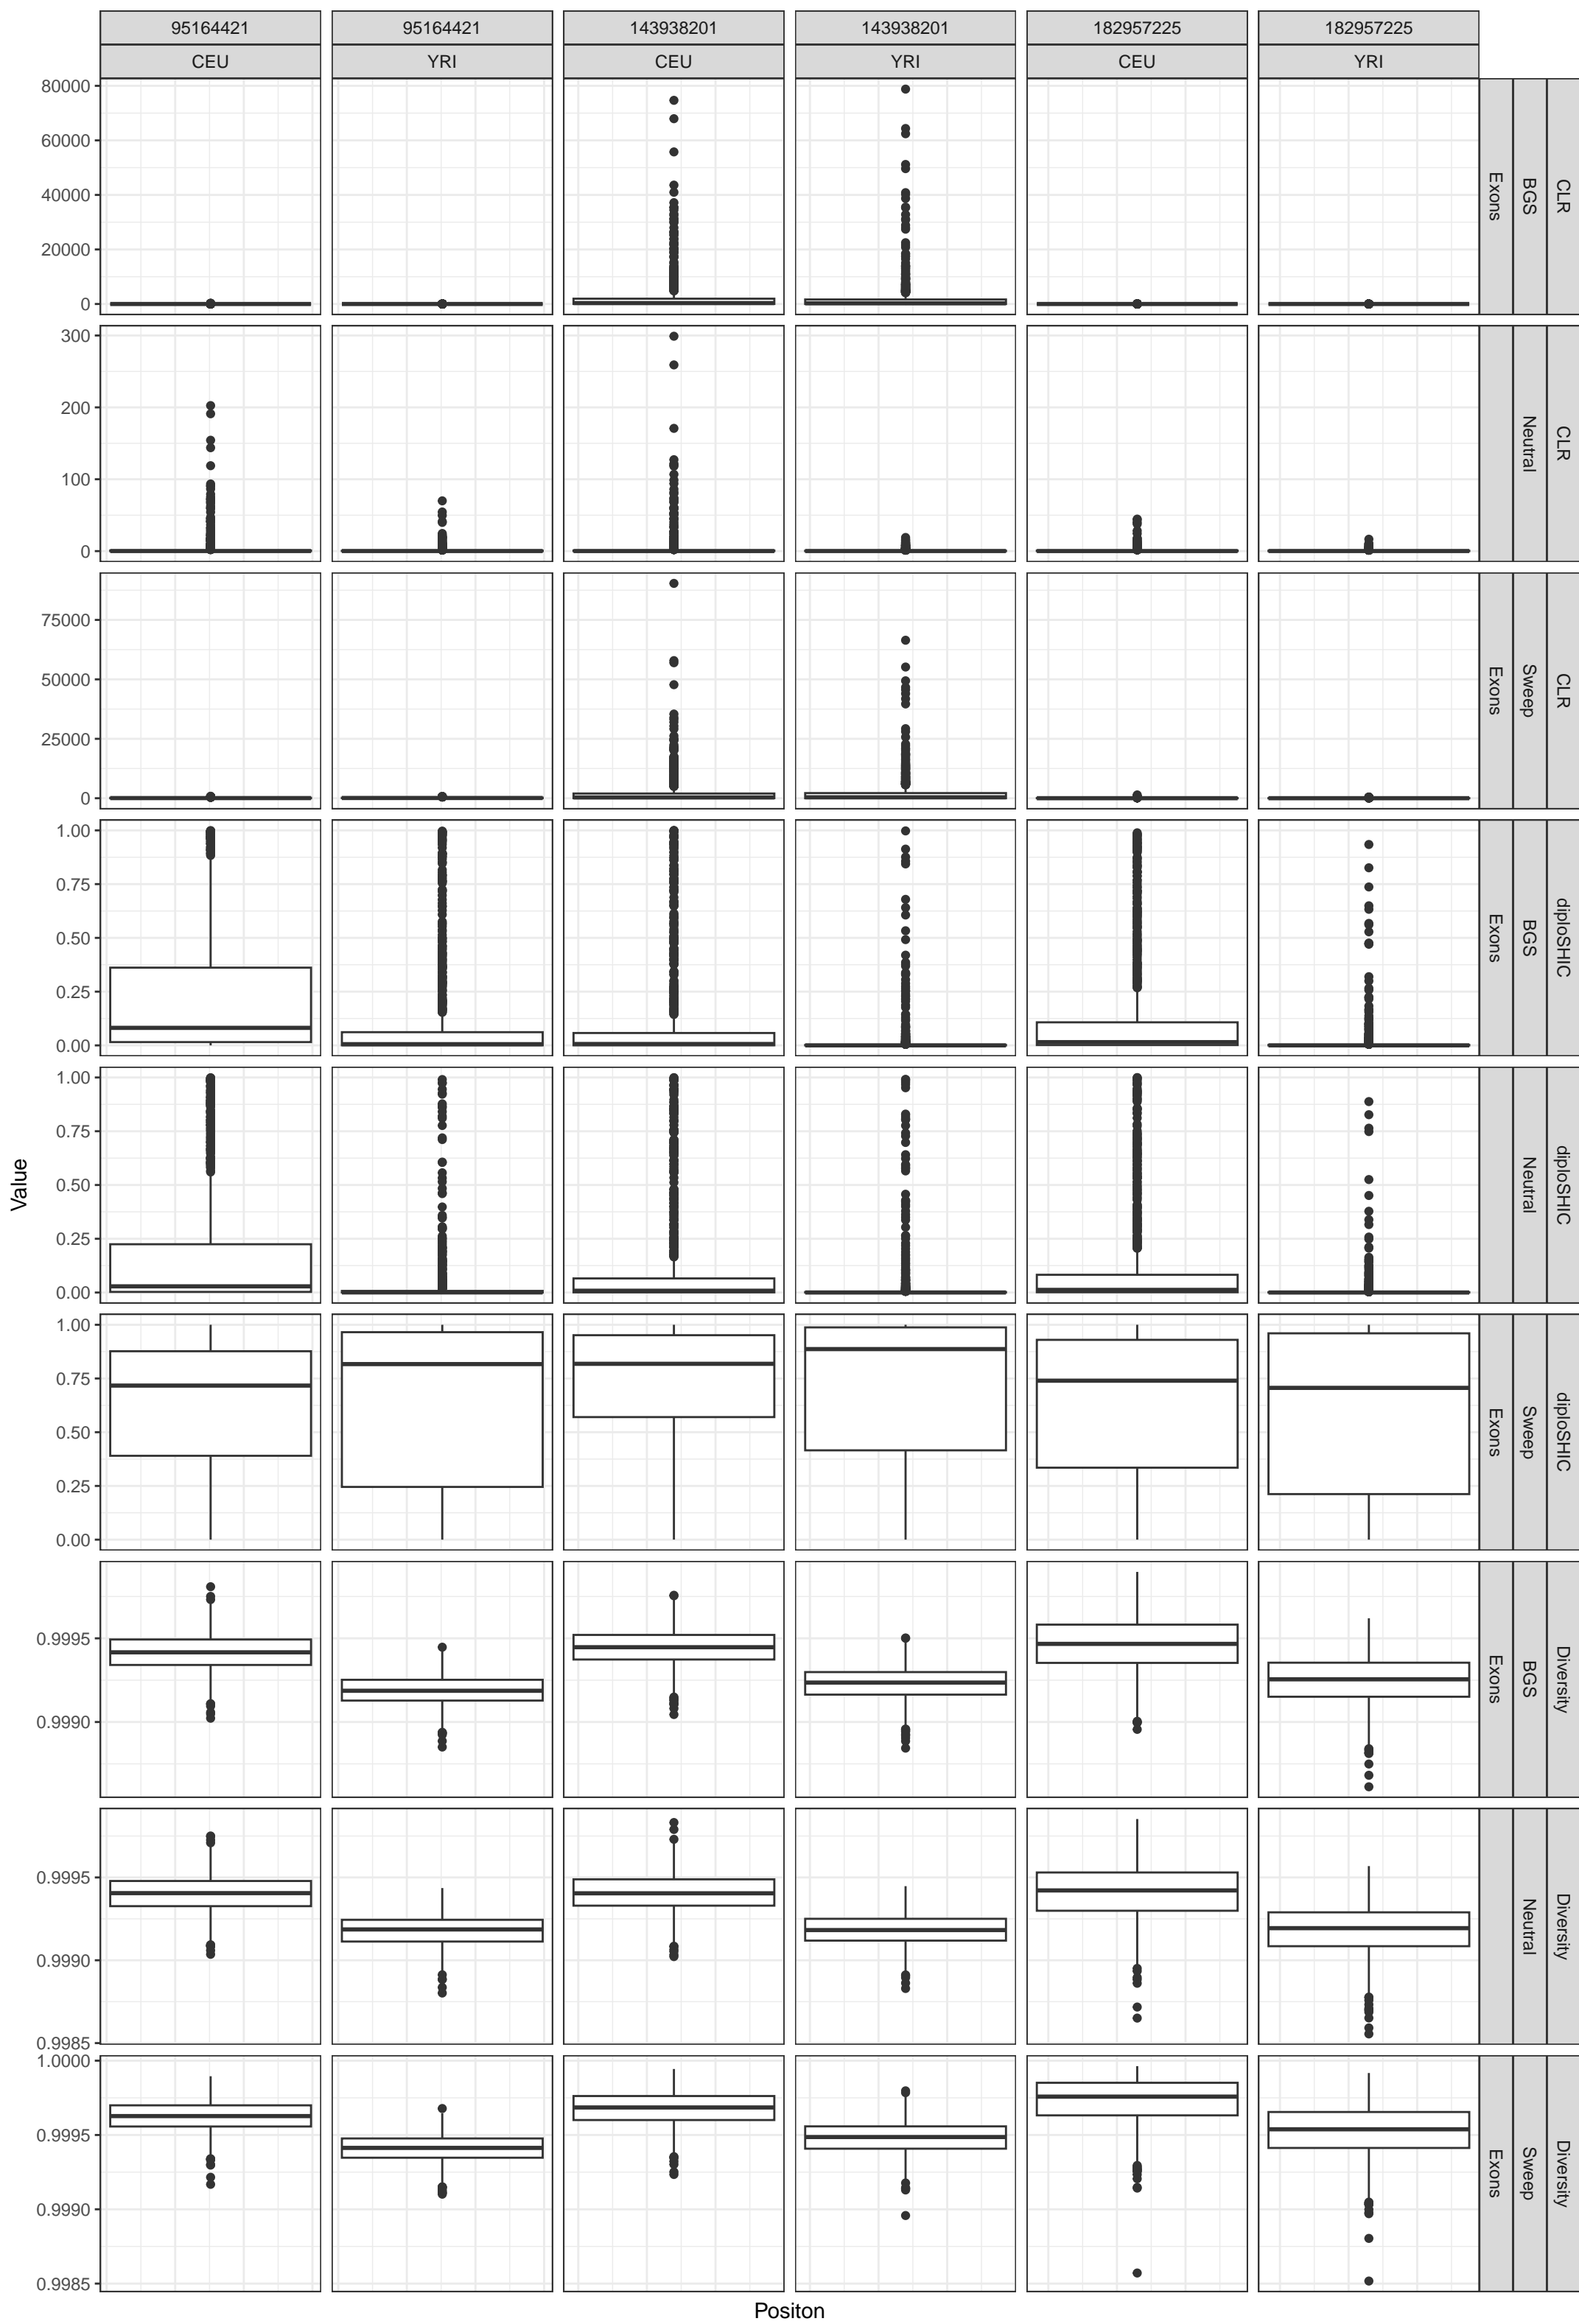 95164421 95164421 143938201 143938201 182957225 182957225
CEU YRI CEU YRI CEU YRI
80000
60000
40000
20000
0
Exons BGS CLR
300
200
100
0
Neutral CLR
75000
50000
25000
0
Exons Sweep CLR
1.00
0.75
0.50
0.25
0.00
Exons BGS diploSHIC
1.00
0.75
0.50
0.25
0.00
Neutral diploSHIC
1.00
0.75
0.50
0.25
0.00
Exons Sweep diploSHIC
0.9995
0.9990
Exons BGS Diversity
0.9995
0.9990
0.9985
Neutral Diversity
1.0000
0.9995
0.9990
0.9985
Exons Sweep Diversity
Value
Positon